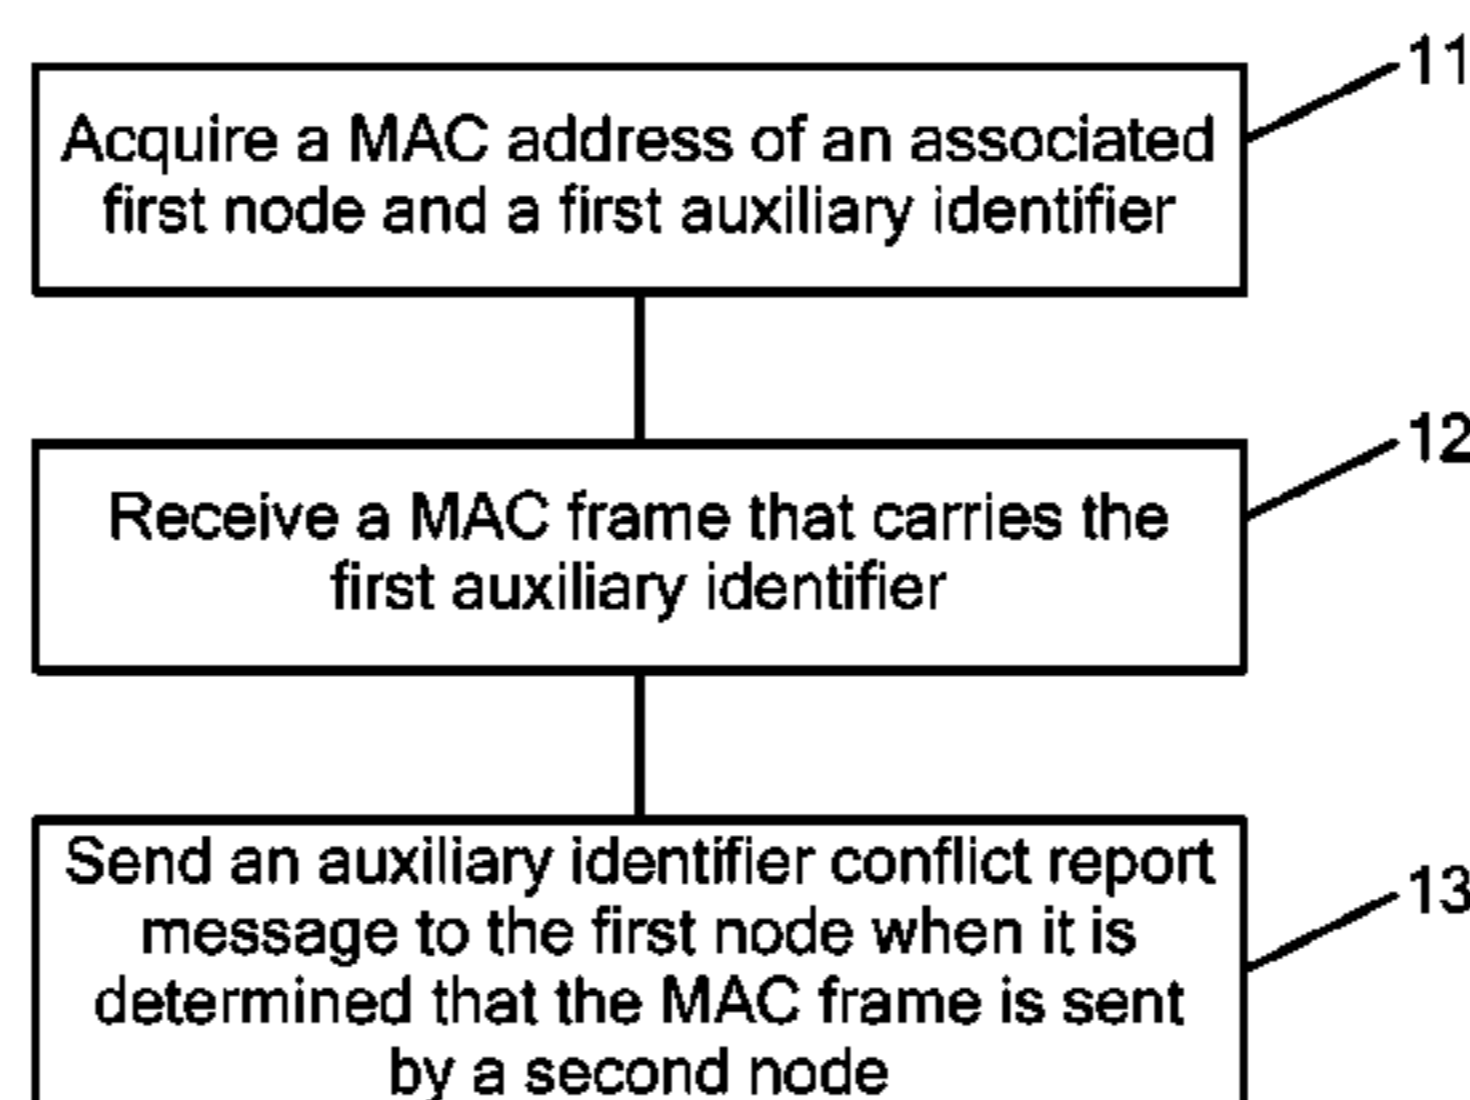 11
Acquire a MAC address of an associated
first node and a first auxiliary identifier
12
Receive a MAC frame that carries the
first auxiliary identifier
Send an auxiliary identifier conflict report
13
message to the first node when it is
determined that the MAC frame is sent
by a second node